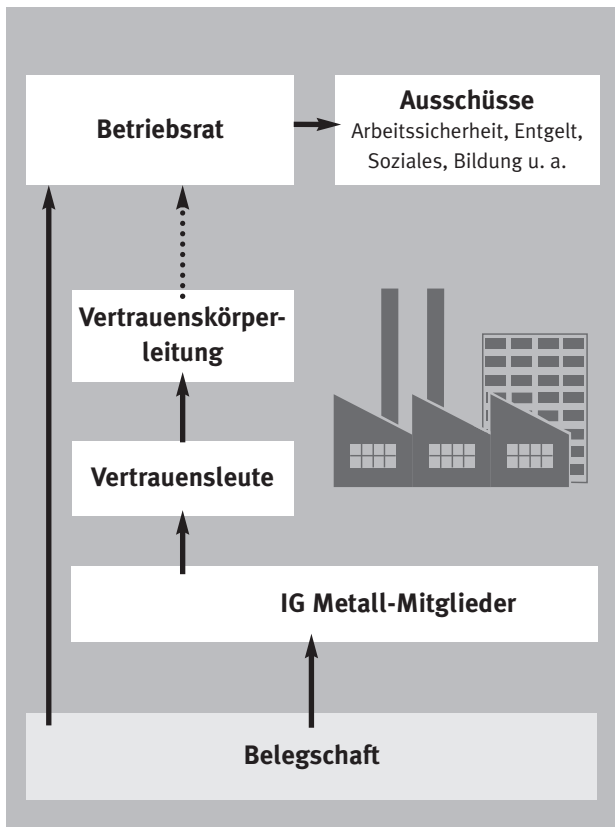 Betriebsrat
Ausschüsse
Arbeitssicherheit, Entgelt,
Soziales, Bildung u. a.
Vertrauenskörper-
leitung
Vertrauensleute
IG Metall-Mitglieder
Belegschaft